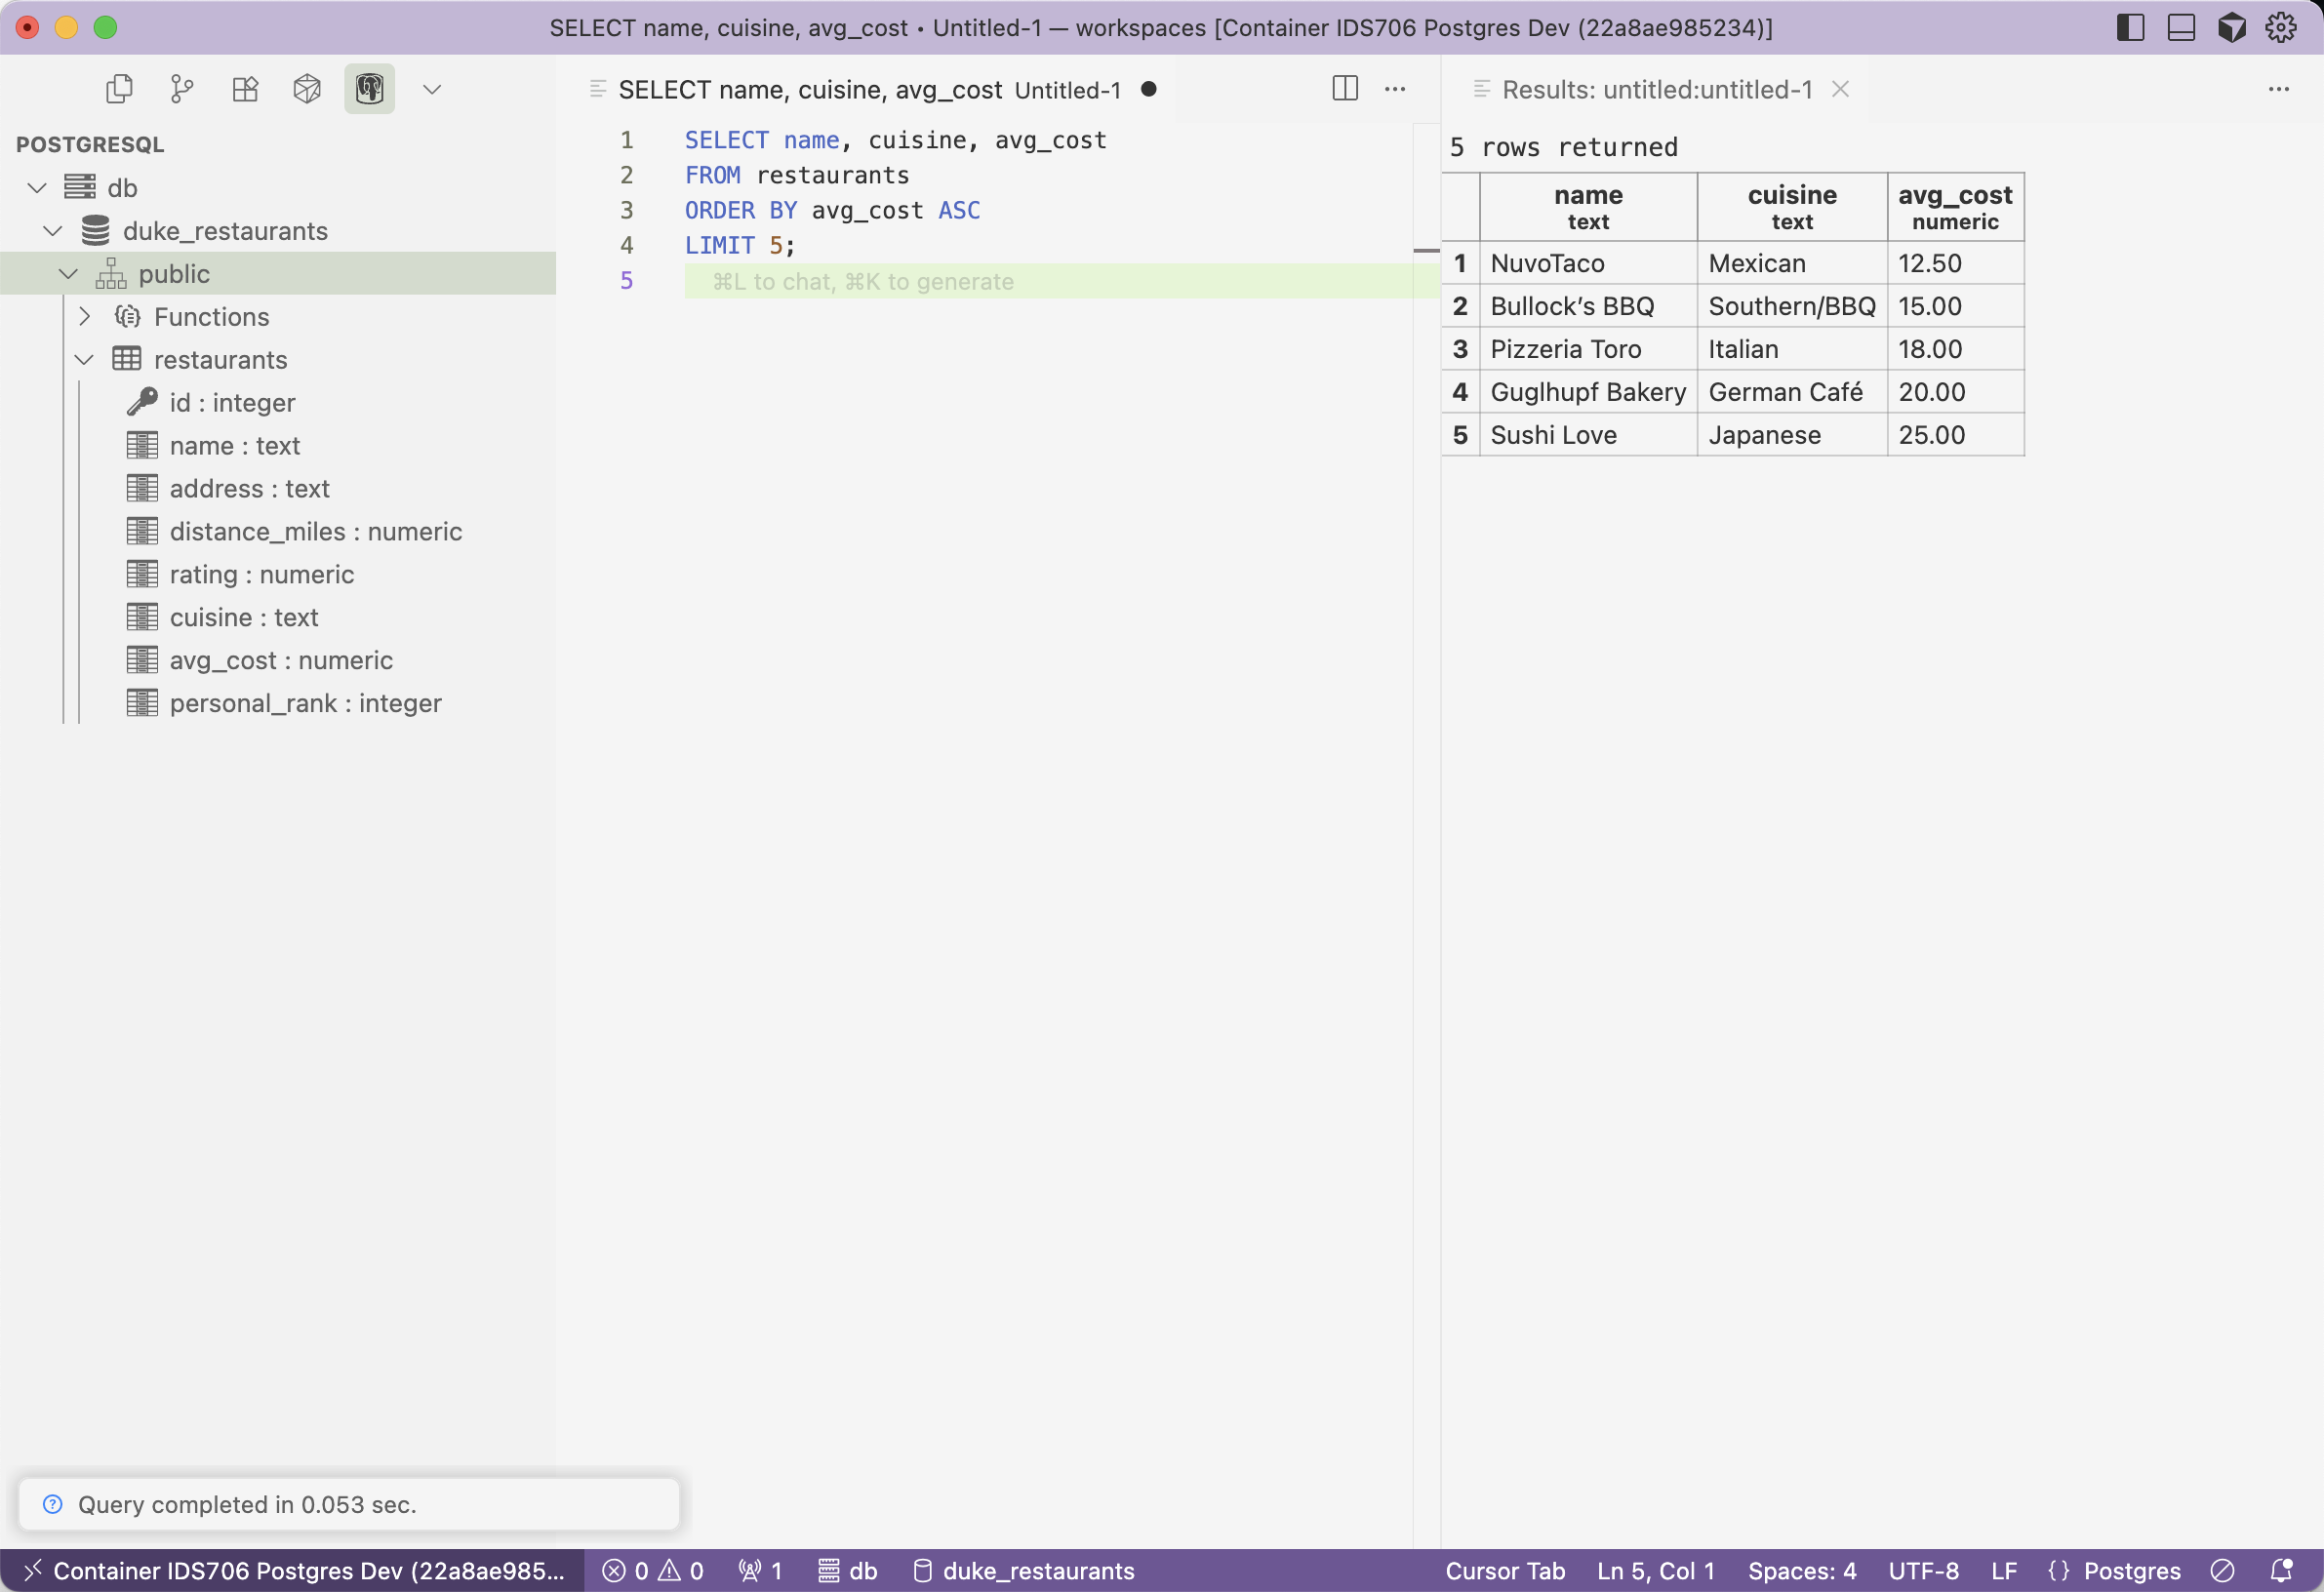 SELECT name, cuisine, avg_cost • Untitled-1 — workspaces [Container IDS706 Postgres Dev (22a8ae985234)]
POSTGRESQL
db
duke_restaurants
public
Functions
restaurants
id : integer
name : text
address : text
distance_miles : numeric
rating : numeric
cuisine : text
avg_cost : numeric
personal_rank : integer
SELECT name, cuisine, avg_cost Untitled-1
1 SELECT name, cuisine, avg_cost
2 FROM restaurants
3 ORDER BY avg_cost ASC
4 LIMIT 5;
5 ⌘L to chat, ⌘K to generate
Results: untitled:untitled-1
5 rows returned
name cuisine avg_cost
text text numeric
1 NuvoTaco Mexican 12.50
2 Bullock’s BBQ Southern/BBQ 15.00
3 Pizzeria Toro Italian 18.00
4 Guglhupf Bakery German Café 20.00
5 Sushi Love Japanese 25.00
Query completed in 0.053 sec.
Container IDS706 Postgres Dev (22a8ae985... 0 0 1 db duke_restaurants Cursor Tab Ln 5, Col 1 Spaces: 4 UTF-8 LF {} Postgres